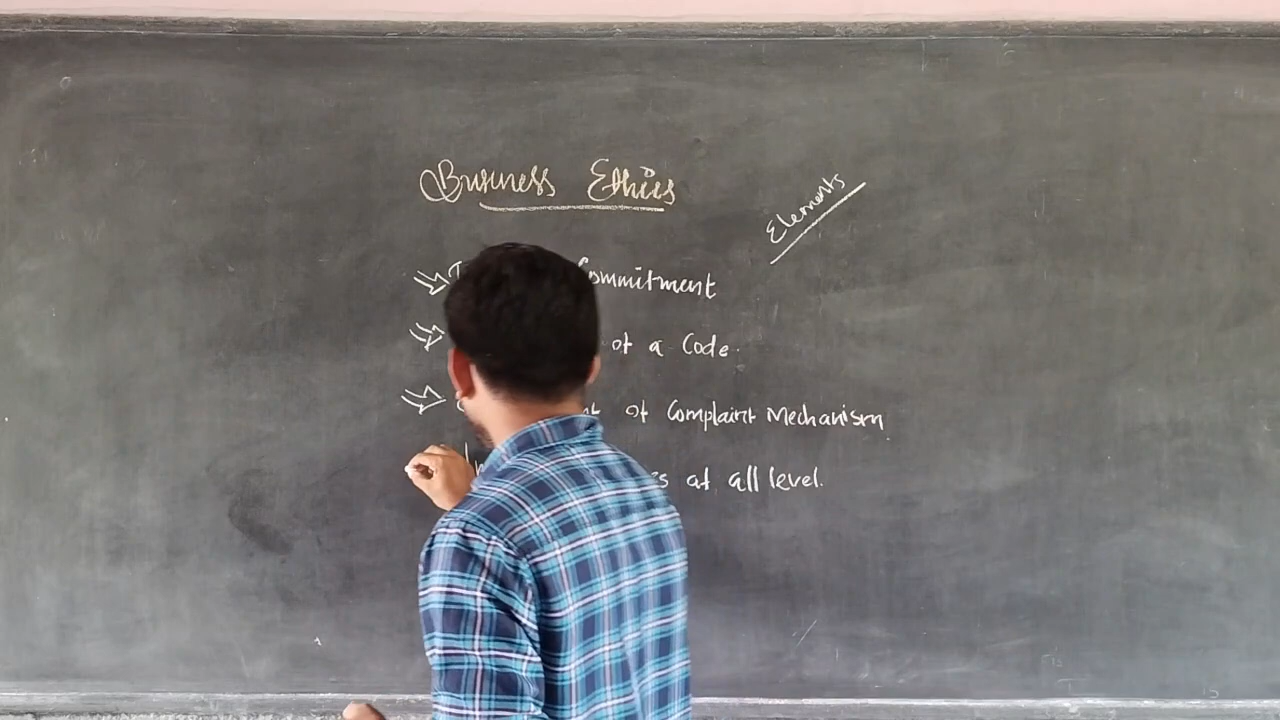 Business Ethics
Elements
Commitment
of a Code.
of Complaint Mechanism.
at all level.